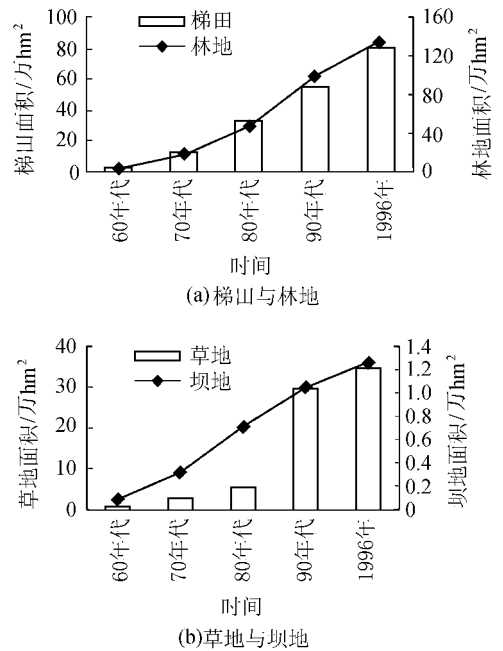 100
80
60
40
20
0
梯田面积/万hm²
梯田
林地
160
120
80
40
0
林地面积/万hm²
60年代
70年代
80年代
90年代
1996年
时间
(a)梯田与林地
40
30
20
10
0
草地面积/万hm²
草地
坝地
1.4
1.2
1.0
0.8
0.6
0.4
0.2
0
坝地面积/万hm²
60年代
70年代
80年代
90年代
1996年
时间
(b)草地与坝地